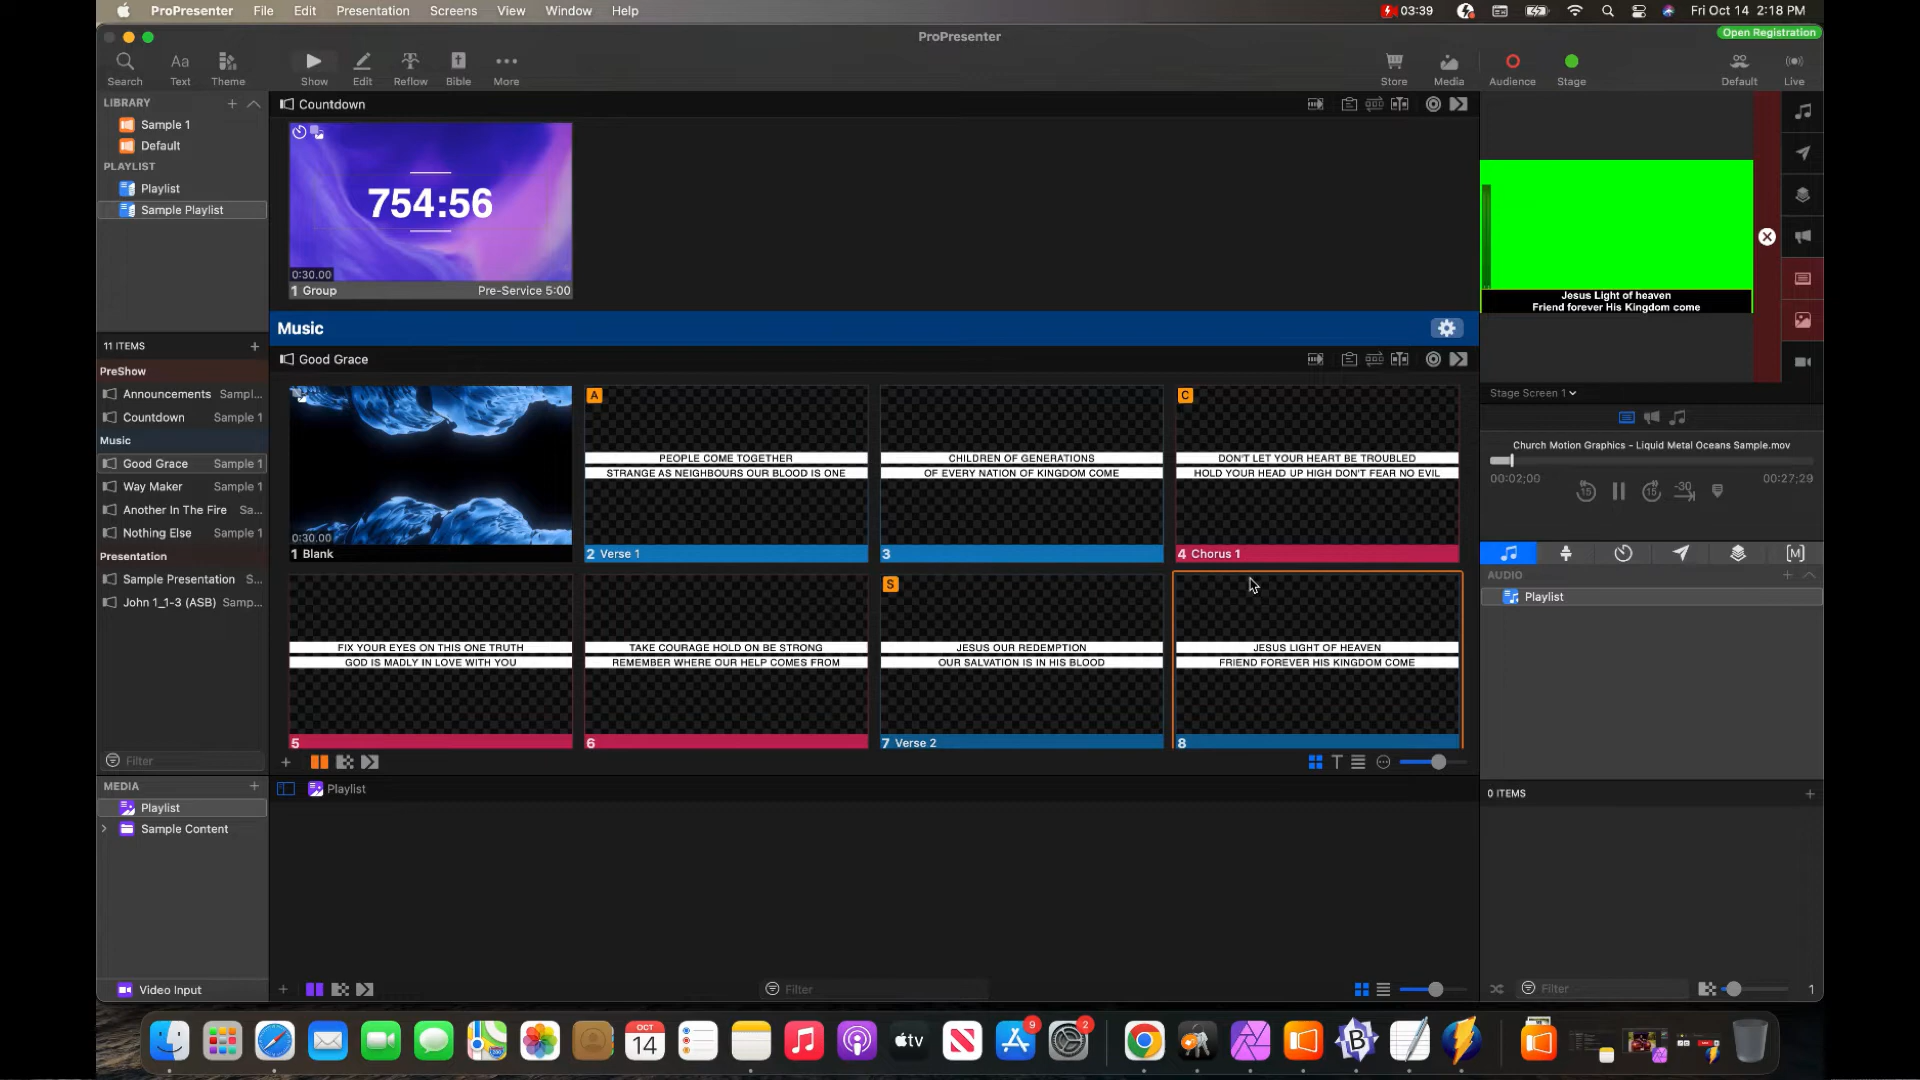 ProPresenter File Edit Presentation Screens View Window Help
03:39
Fri Oct 14 2:18 PM
ProPresenter
Open Registration
Search
Text
Theme
Show
Edit
Reflow
Bible
More
Store
Media
Audience
Stage
Default
Live
LIBRARY
Sample 1
Default
PLAYLIST
Playlist
Sample Playlist
11 ITEMS
PreShow
Announcements Sampl...
Countdown Sample 1
Music
Good Grace Sample 1
Way Maker Sample 1
Another In The Fire Sa...
Nothing Else Sample 1
Presentation
Sample Presentation S...
John 1_1-3 (ASB) Samp...
Filter
MEDIA
Playlist
Sample Content
Video Input
Countdown
754:56
0:30.00
1 Group
Pre-Service 5:00
Music
Good Grace
0:30.00
1 Blank
A
PEOPLE COME TOGETHER
STRANGE AS NEIGHBOURS OUR BLOOD IS ONE
2 Verse 1
CHILDREN OF GENERATIONS
OF EVERY NATION OF KINGDOM COME
3
C
DON'T LET YOUR HEART BE TROUBLED
HOLD YOUR HEAD UP HIGH DON'T FEAR NO EVIL
4 Chorus 1
FIX YOUR EYES ON THIS ONE TRUTH
GOD IS MADLY IN LOVE WITH YOU
5
TAKE COURAGE HOLD ON BE STRONG
REMEMBER WHERE OUR HELP COMES FROM
6
S
JESUS OUR REDEMPTION
OUR SALVATION IS IN HIS BLOOD
7 Verse 2
JESUS LIGHT OF HEAVEN
FRIEND FOREVER HIS KINGDOM COME
8
Playlist
Filter
Jesus Light of heaven
Friend forever His Kingdom come
Stage Screen 1
Church Motion Graphics - Liquid Metal Oceans Sample.mov
00:02;00
15
15
-30
00:27;29
[M]
AUDIO
Playlist
0 ITEMS
Filter
1
OCT
14
tv
9
2